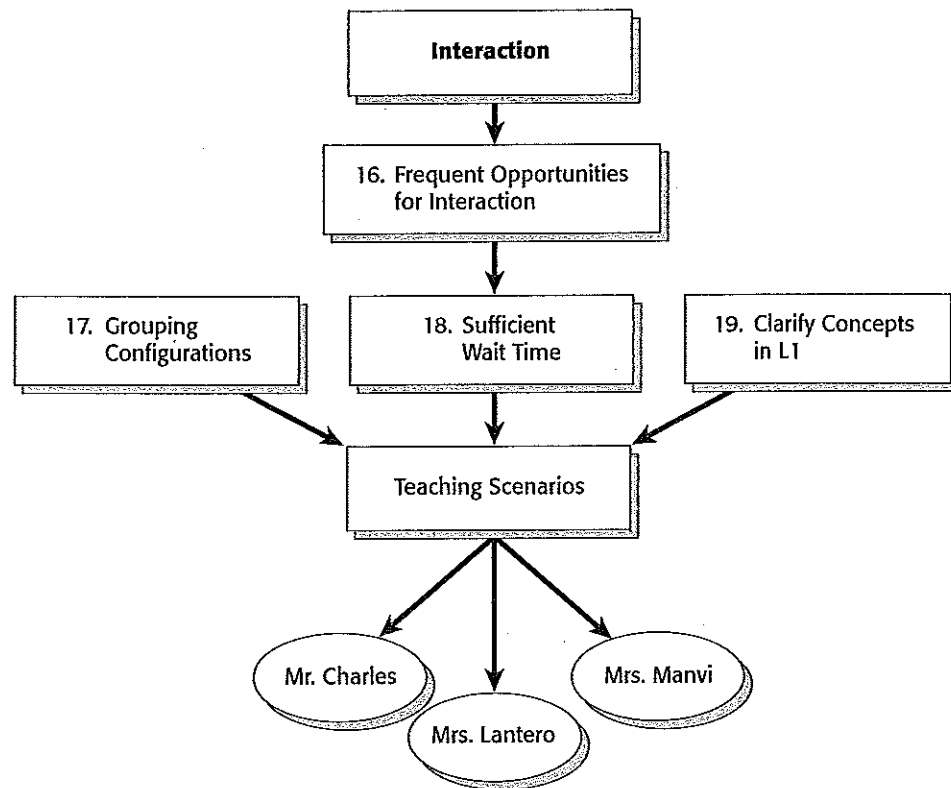 Interaction
16. Frequent Opportunities
for Interaction
17. Grouping
Configurations
18. Sufficient
Wait Time
19. Clarify Concepts
in L1
Teaching Scenarios
Mr. Charles
Mrs. Lantero
Mrs. Manvi